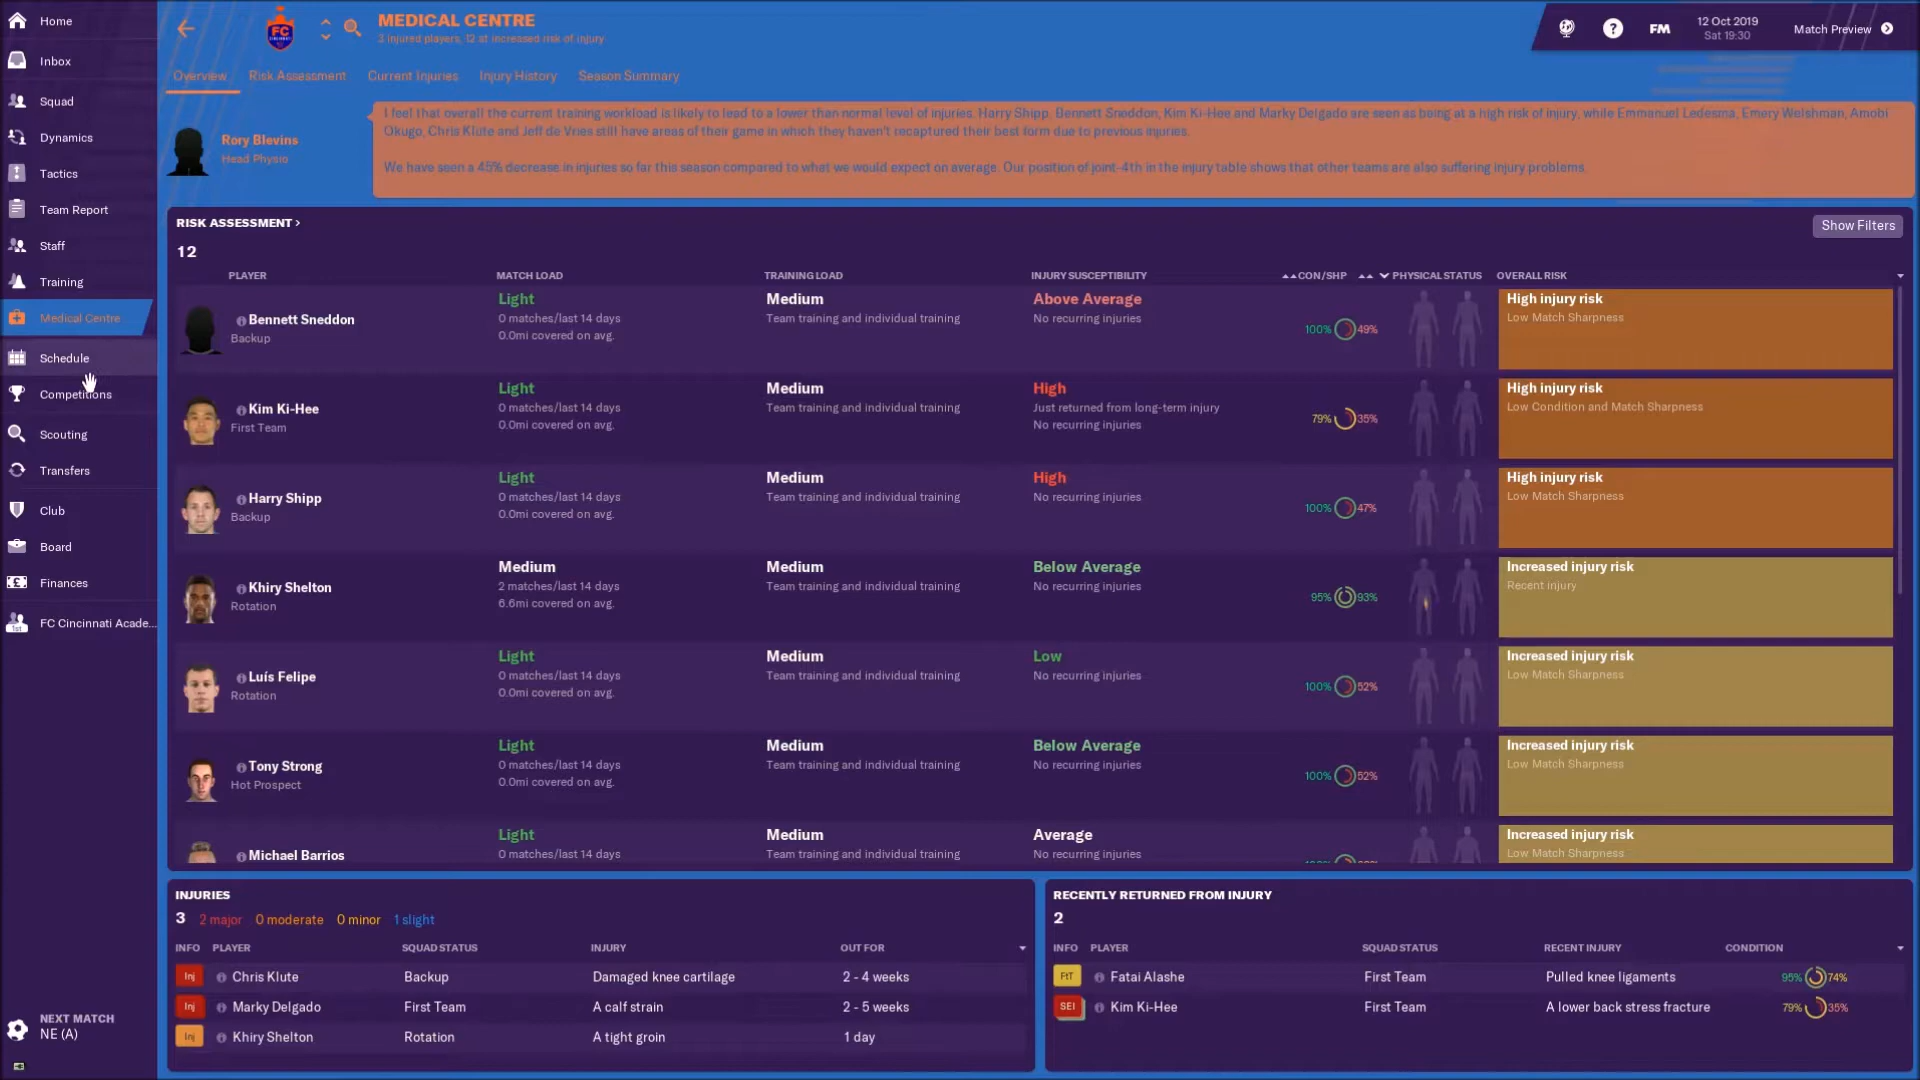 Home
Inbox
Squad
Dynamics
Tactics
Team Report
Staff
Training
Medical Centre
Schedule
Competitions
Scouting
Transfers
Club
Board
Finances
FC Cincinnati Acade...
NEXT MATCH
NE (A)
FC
MEDICAL CENTRE
3 injured players, 12 at increased risk of injury
FM
12 Oct 2019
Sat 19:30
Match Preview
Overview Risk Assessment Current Injuries Injury History Season Summary
Rory Blevins
Head Physio
I feel that overall the current training workload is likely to lead to a lower than normal level of injuries. Harry Shipp, Bennett Sneddon, Kim Ki-Hee and Marky Delgado are seen as being at a high risk of injury, while Emmanuel Ledesma, Emery Welshman, Amobi
Okugo, Chris Klute and Jeff de Vries still have areas of their game in which they haven't recaptured their best form due to previous injuries.
We have seen a 45% decrease in injuries so far this season compared to what we would expect on average. Our position of joint-4th in the injury table shows that other teams are also suffering injury problems.
RISK ASSESSMENT >
Show Filters
12
PLAYER MATCH LOAD TRAINING LOAD INJURY SUSCEPTIBILITY CON/SHP PHYSICAL STATUS OVERALL RISK
Light Medium Above Average High injury risk
Bennett Sneddon 0 matches/last 14 days Team training and individual training No recurring injuries 100% 49% Low Match Sharpness
Backup 0.0mi covered on avg.
Light Medium High High injury risk
Kim Ki-Hee 0 matches/last 14 days Team training and individual training Just returned from long-term injury 79% 35% Low Condition and Match Sharpness
First Team 0.0mi covered on avg. No recurring injuries
Light Medium High High injury risk
Harry Shipp 0 matches/last 14 days Team training and individual training No recurring injuries 100% 47% Low Match Sharpness
Backup 0.0mi covered on avg.
Medium Medium Below Average Increased injury risk
Khiry Shelton 2 matches/last 14 days Team training and individual training No recurring injuries 95% 93% Recent injury
Rotation 6.6mi covered on avg.
Light Medium Low Increased injury risk
Luís Felipe 0 matches/last 14 days Team training and individual training No recurring injuries 100% 52% Low Match Sharpness
Rotation 0.0mi covered on avg.
Light Medium Below Average Increased injury risk
Tony Strong 0 matches/last 14 days Team training and individual training No recurring injuries 100% 52% Low Match Sharpness
Hot Prospect 0.0mi covered on avg.
Light Medium Average Increased injury risk
Michael Barrios 0 matches/last 14 days Team training and individual training No recurring injuries Low Match Sharpness
INJURIES
3 2 major 0 moderate 0 minor 1 slight
INFO PLAYER SQUAD STATUS INJURY OUT FOR
Inj Chris Klute Backup Damaged knee cartilage 2 - 4 weeks
Inj Marky Delgado First Team A calf strain 2 - 5 weeks
Inj Khiry Shelton Rotation A tight groin 1 day
RECENTLY RETURNED FROM INJURY
2
INFO PLAYER SQUAD STATUS RECENT INJURY CONDITION
FtT Fatai Alashe First Team Pulled knee ligaments 95% 74%
SEI Kim Ki-Hee First Team A lower back stress fracture 79% 35%